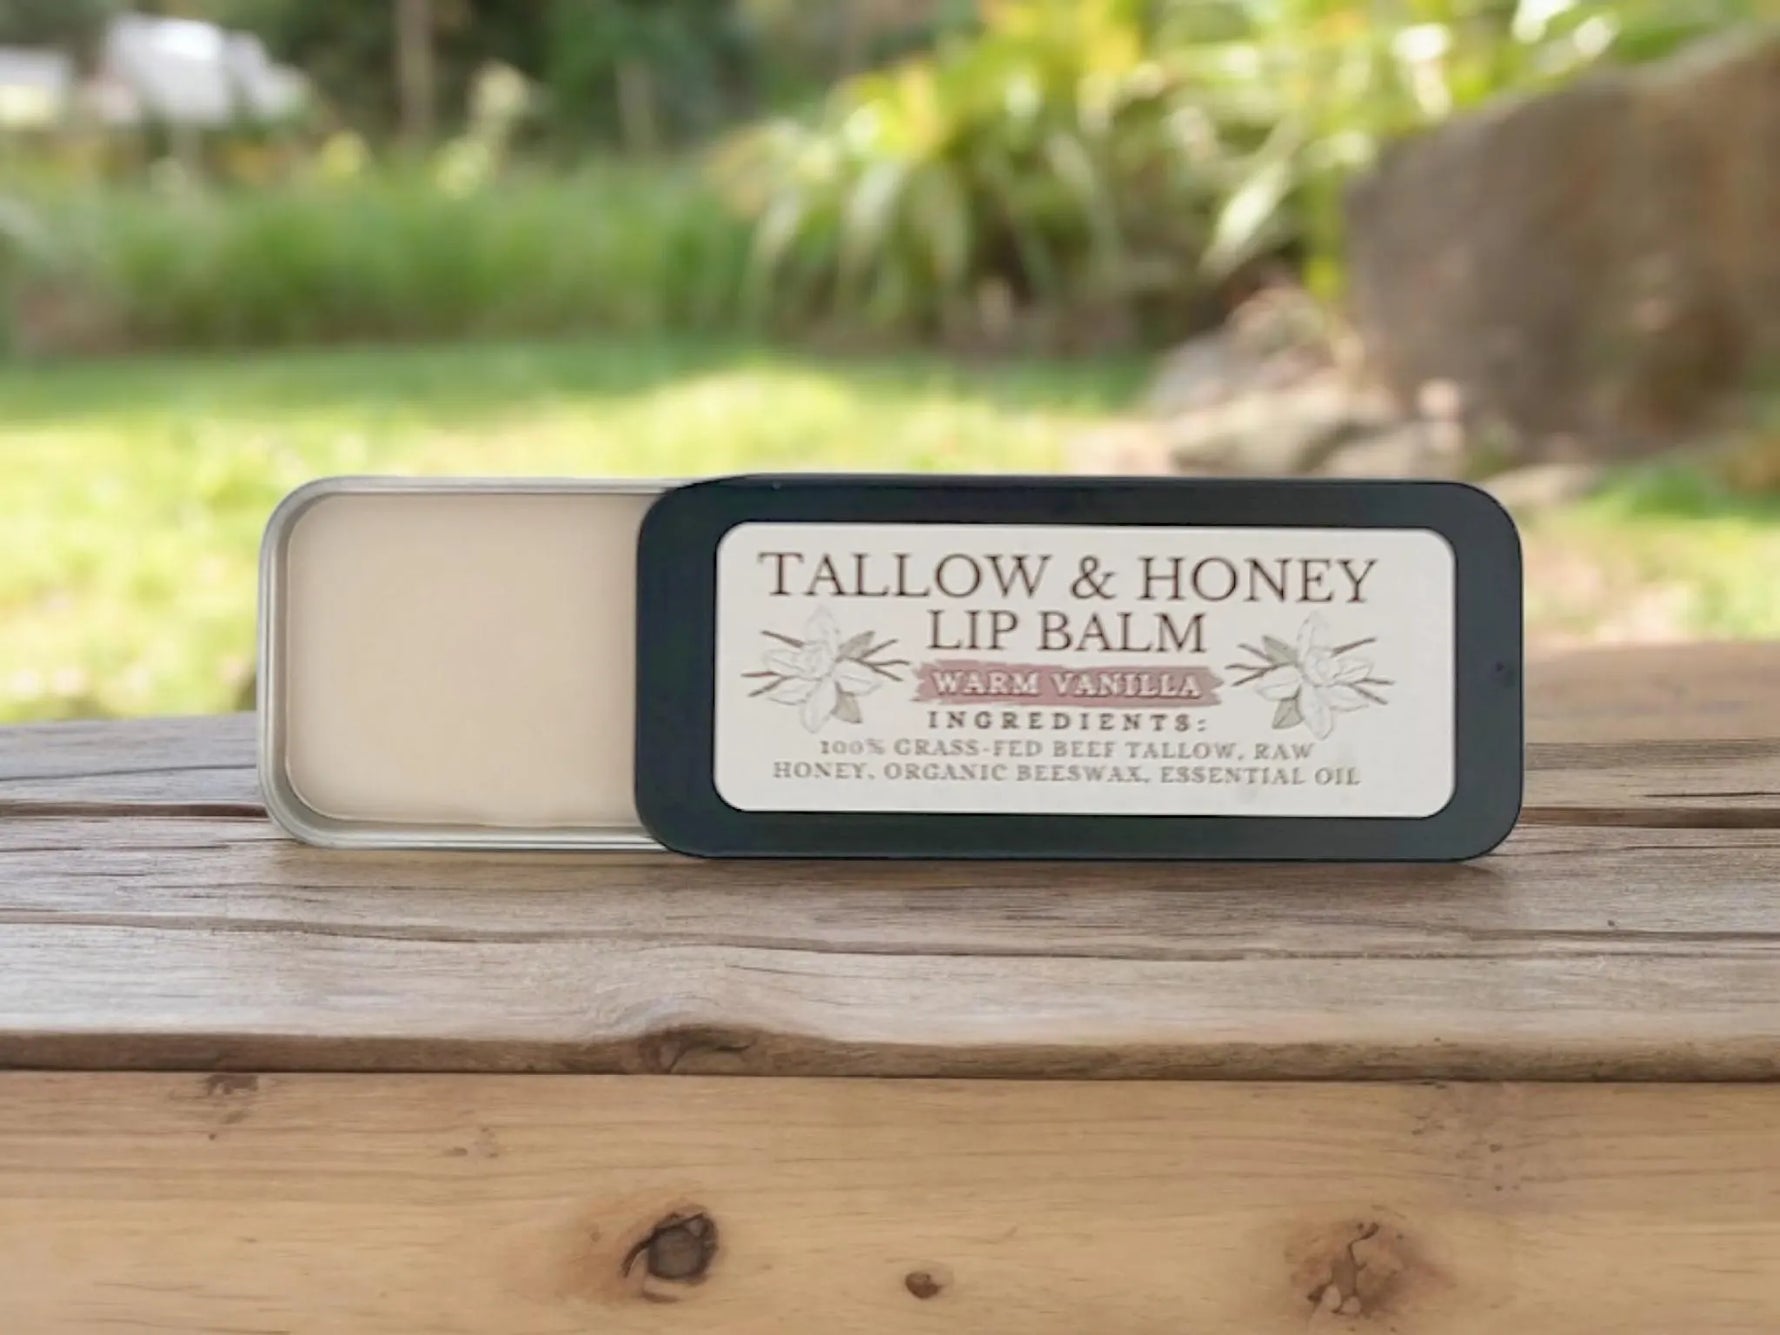 TALLOW & HONEY
LIP BALM
WARM VANILLA
INGREDIENTS:
100% GRASS-FED BEEF TALLOW, RAW
HONEY, ORGANIC BEESWAX, ESSENTIAL OIL